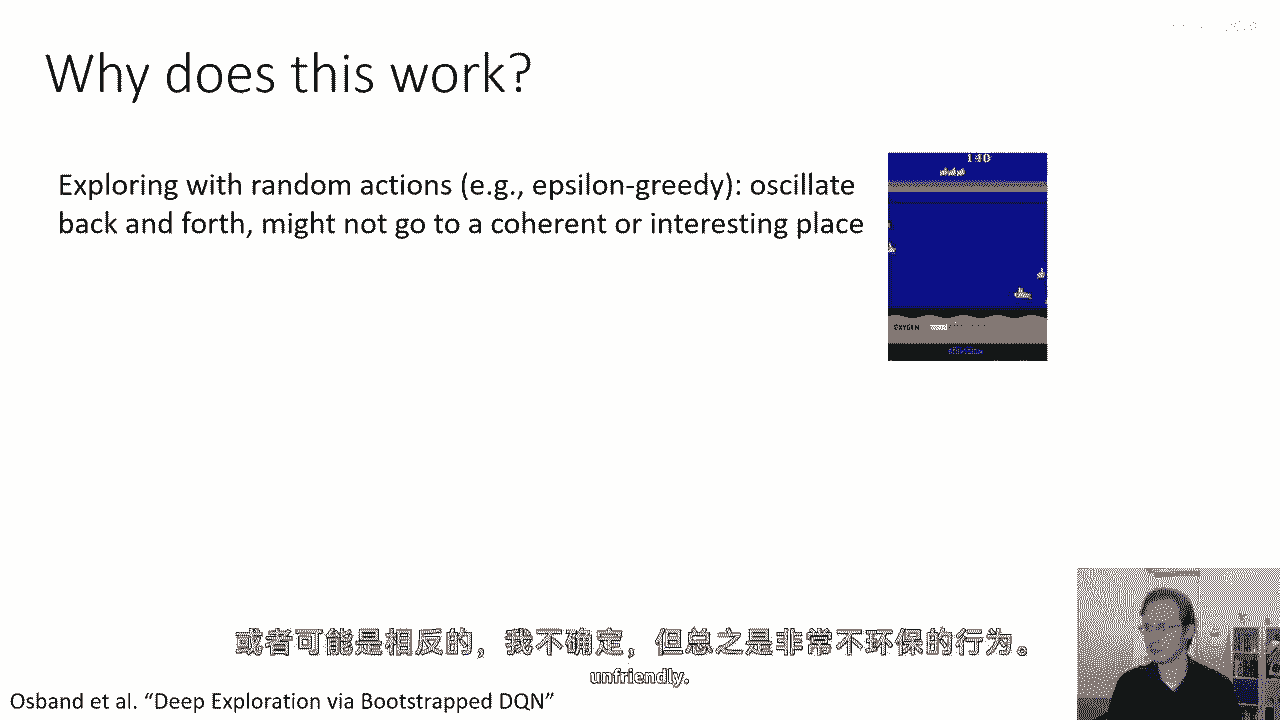 Why does this work?
Exploring with random actions (e.g., epsilon-greedy): oscillate
back and forth, might not go to a coherent or interesting place
140
OXYGEN
或者可能是相反的，我不确定，但总之是非常不环保的行为。
unfriendly.
Osband et al. “Deep Exploration via Bootstrapped DQN”